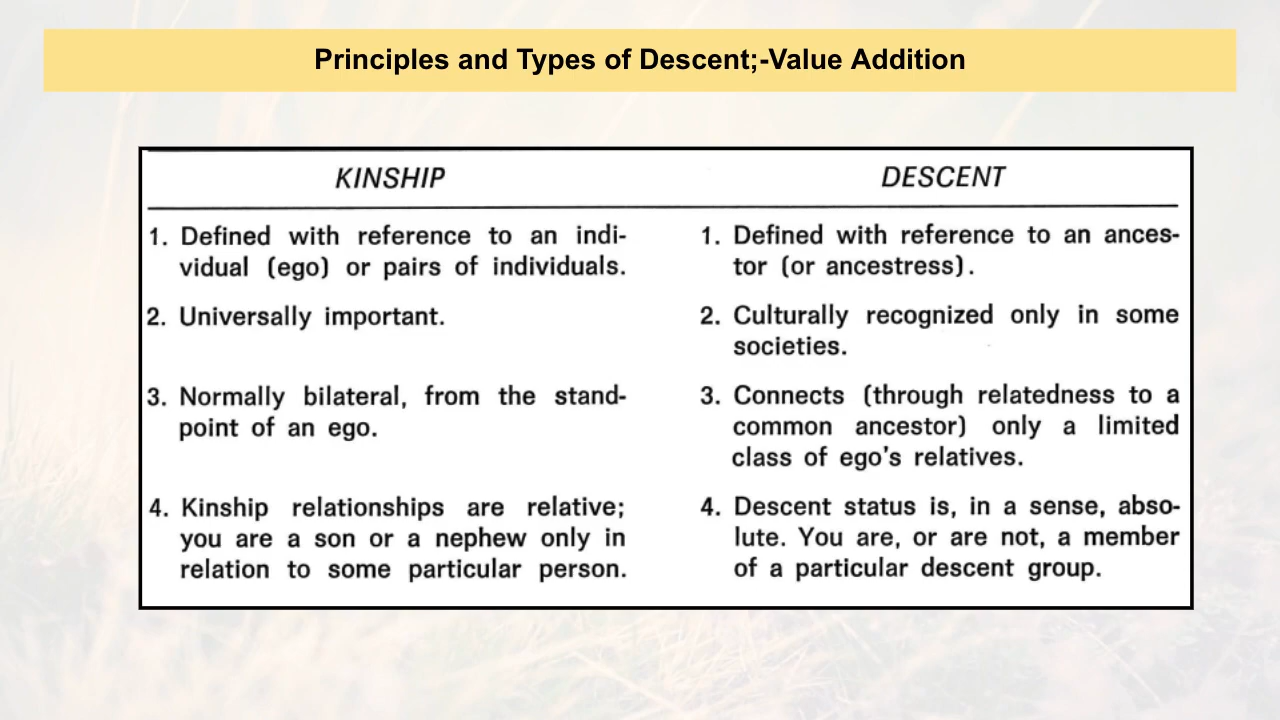 Principles and Types of Descent;-Value Addition
KINSHIP
DESCENT
1. Defined with reference to an indi-
vidual (ego) or pairs of individuals.
2. Universally important.
3. Normally bilateral, from the stand-
point of an ego.
4. Kinship relationships are relative;
you are a son or a nephew only in
relation to some particular person.
1. Defined with reference to an ances-
tor (or ancestress).
2. Culturally recognized only in some
societies.
3. Connects (through relatedness to a
common ancestor) only a limited
class of ego's relatives.
4. Descent status is, in a sense, abso-
lute. You are, or are not, a member
of a particular descent group.